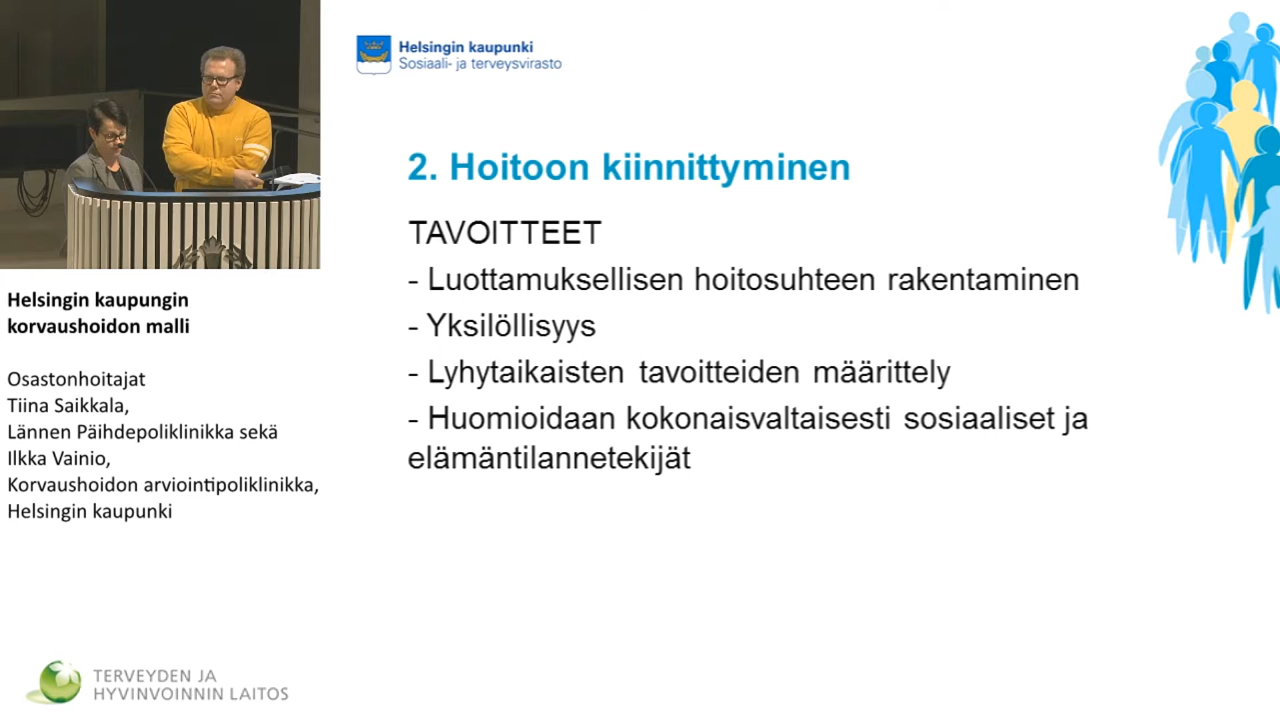 Helsingin kaupunki
Sosiaali- ja terveysvirasto
2. Hoitoon kiinnittyminen
TAVOITTEET
- Luottamuksellisen hoitosuhteen rakentaminen
- Yksilöllisyys
- Lyhytaikaisten tavoitteiden määrittely
- Huomioidaan kokonaisvaltaisesti sosiaaliset ja
elämäntilannetekijät
Helsingin kaupungin
korvaushoidon malli
Osastonhoitajat
Tiina Saikkala,
Lännen Päihdepoliklinikka sekä
Ilkka Vainio,
Korvaushoidon arviointipoliklinikka,
Helsingin kaupunki
TERVEYDEN JA
HYVINVOINNIN LAITOS